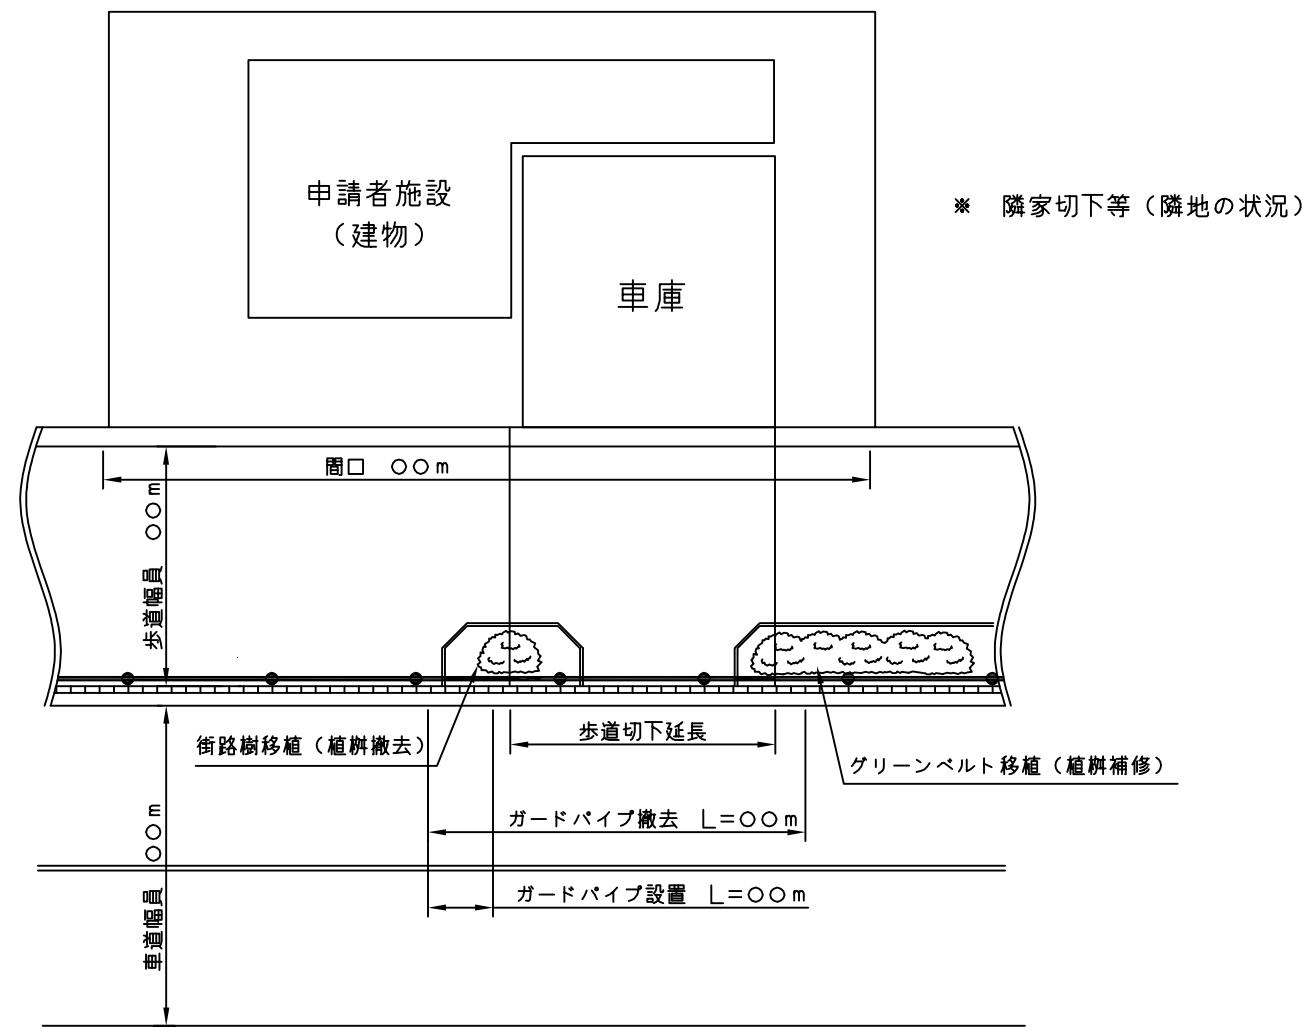 申請者施設
(建物)
※ 隣家切下等(隣地の状況)
車庫
間口 ○○m
歩道幅員 ○○m
街路樹移植(植桝撤去)
歩道切下延長
グリーンベルト移植(植桝補修)
ガードパイプ撤去 L=○○m
ガードパイプ設置 L=○○m
車道幅員 ○○m